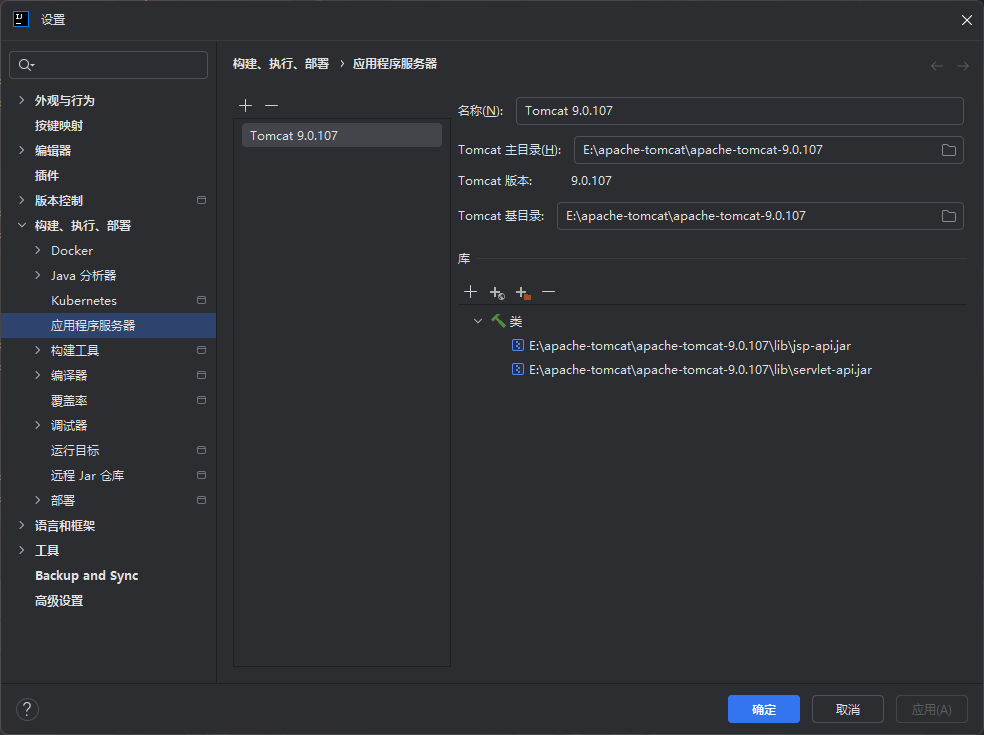 设置
外观与行为
按键映射
编辑器
插件
版本控制
构建、执行、部署
Docker
Java 分析器
Kubernetes
应用程序服务器
构建工具
编译器
覆盖率
调试器
运行目标
远程 Jar 仓库
部署
语言和框架
工具
Backup and Sync
高级设置
构建、执行、部署 › 应用程序服务器
Tomcat 9.0.107
名称(N): Tomcat 9.0.107
Tomcat 主目录(H): E:\apache-tomcat\apache-tomcat-9.0.107
Tomcat 版本: 9.0.107
Tomcat 基目录: E:\apache-tomcat\apache-tomcat-9.0.107
库
类
E:\apache-tomcat\apache-tomcat-9.0.107\lib\jsp-api.jar
E:\apache-tomcat\apache-tomcat-9.0.107\lib\servlet-api.jar
? 确定 取消 应用(A)